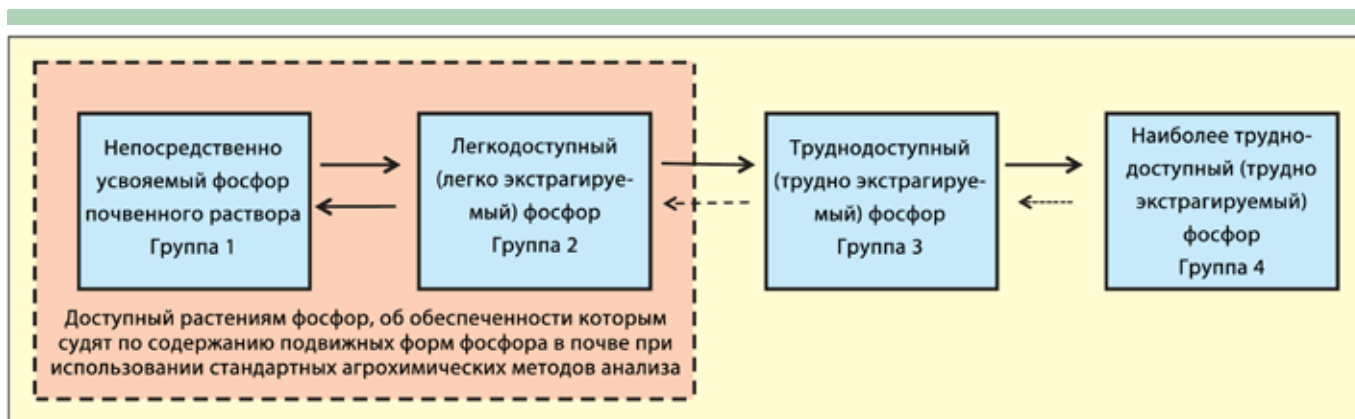 Непосредственно
усвояемый фосфор
почвенного раствора
Группа 1
Легкодоступный
(легко экстрагируе-
мый) фосфор
Группа 2
Труднодоступный
(трудно экстрагируе-
мый) фосфор
Группа 3
Наиболее трудно-
доступный (трудно
экстрагируемый)
фосфор
Группа 4
Доступный растениям фосфор, об обеспеченности которым
судят по содержанию подвижных форм фосфора в почве при
использовании стандартных агрохимических методов анализа